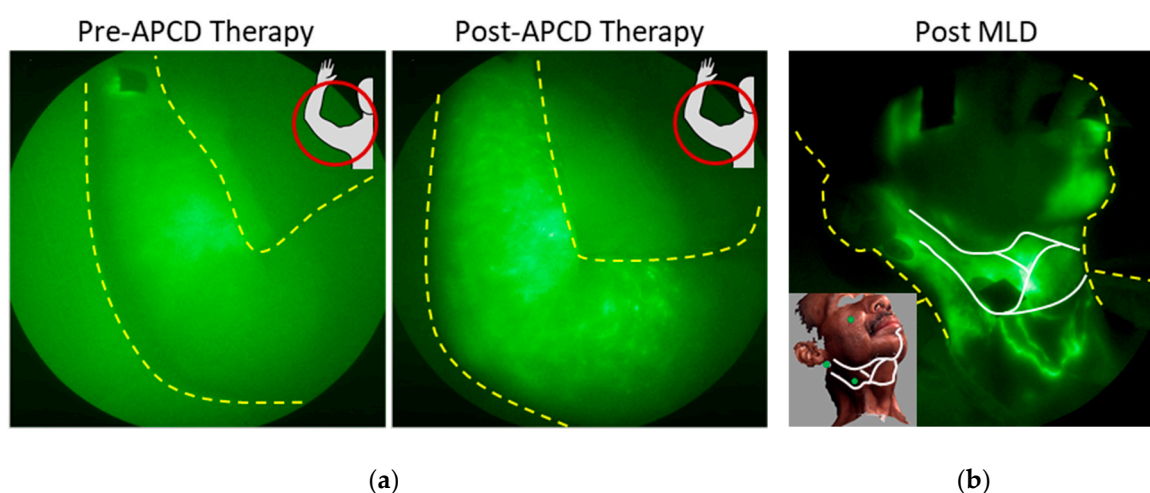 Pre-APCD Therapy
Post-APCD Therapy
Post MLD
(a)
(b)